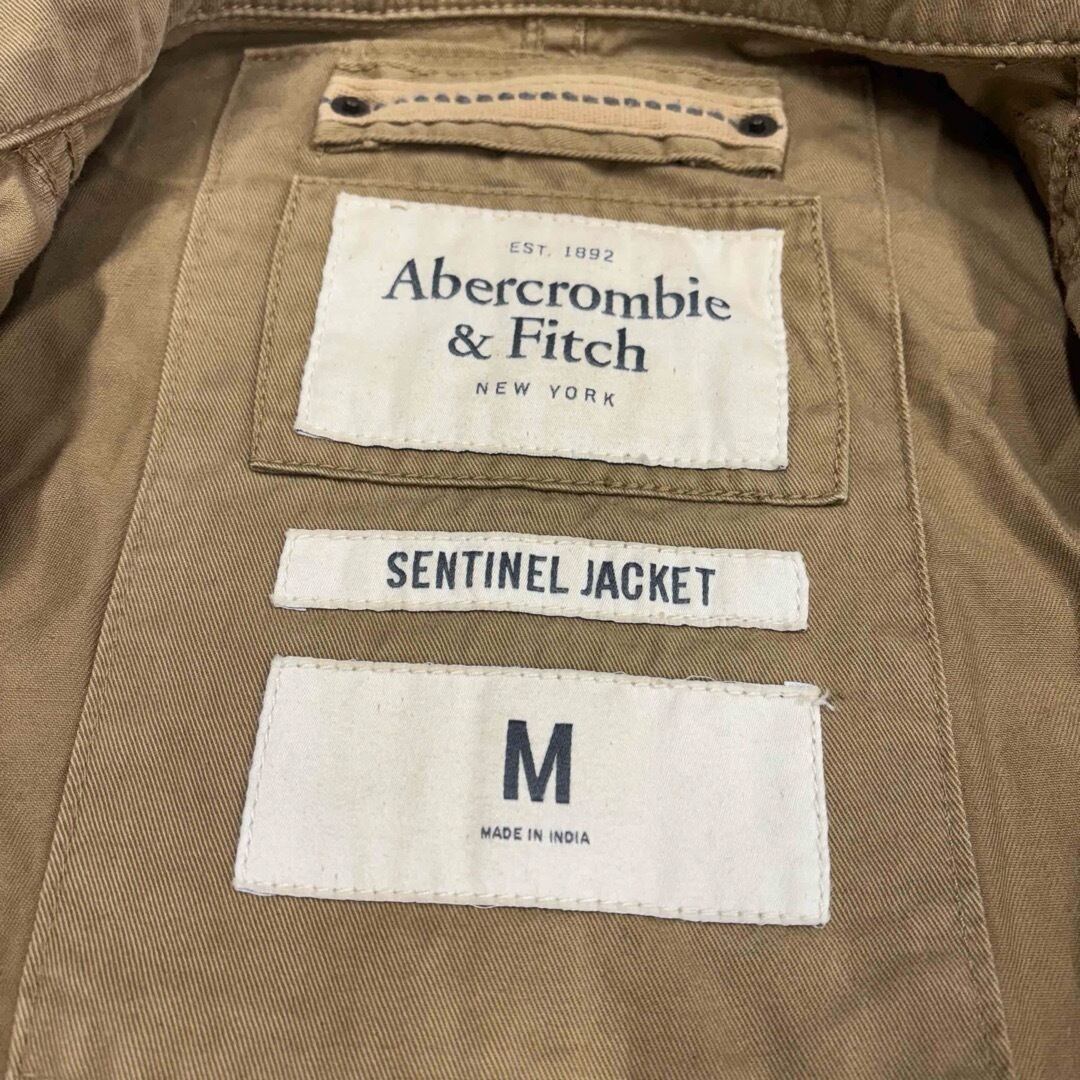 EST. 1892
Abercrombie
& Fitch
NEW YORK
SENTINEL JACKET
M
MADE IN INDIA